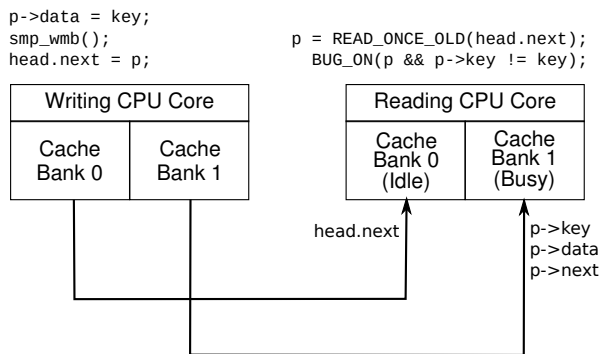 p->data = key;
smp_wmb();
head.next = p;
p = READ_ONCE_OLD(head.next);
BUG_ON(p && p->key != key);
Writing CPU Core
Cache
Bank 0
Cache
Bank 1
Reading CPU Core
Cache
Bank 0
(Idle)
Cache
Bank 1
(Busy)
head.next
p->key
p->data
p->next